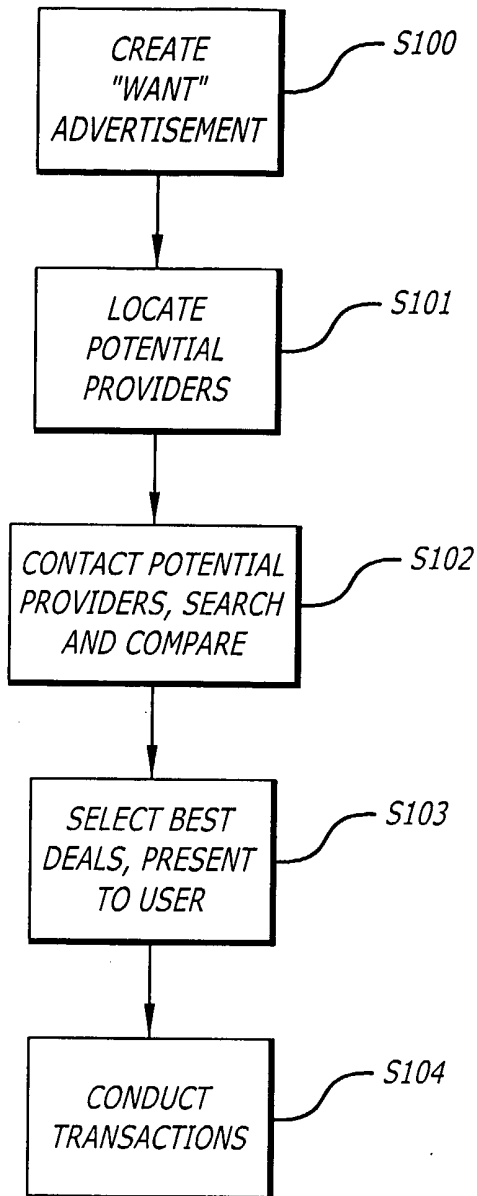 CREATE
"WANT"
ADVERTISEMENT
S100
LOCATE
POTENTIAL
PROVIDERS
S101
CONTACT POTENTIAL
PROVIDERS, SEARCH
AND COMPARE
S102
SELECT BEST
DEALS, PRESENT
TO USER
S103
CONDUCT
TRANSACTIONS
S104